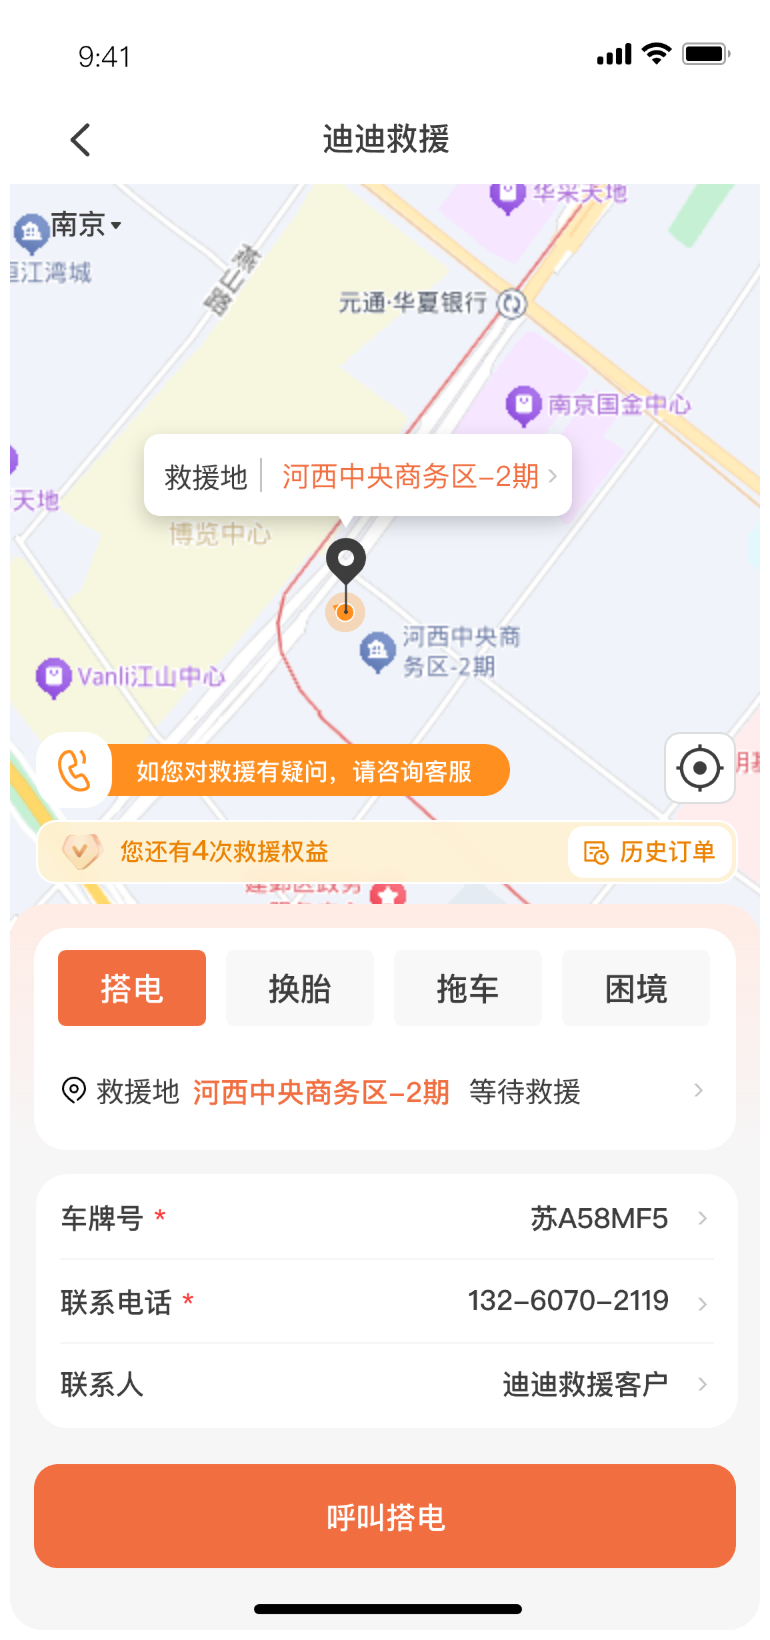 9:41
迪迪救援
华采天地
南京
江湾城
燕山路
元通·华夏银行
南京国金中心
救援地 河西中央商务区-2期
天地
博览中心
河西中央商
务区-2期
Vanli江山中心
如您对救援有疑问，请咨询客服
您还有4次救援权益
历史订单
搭电
换胎
拖车
困境
救援地 河西中央商务区-2期 等待救援
车牌号 * 苏A58MF5
联系电话 * 132-6070-2119
联系人 迪迪救援客户
呼叫搭电